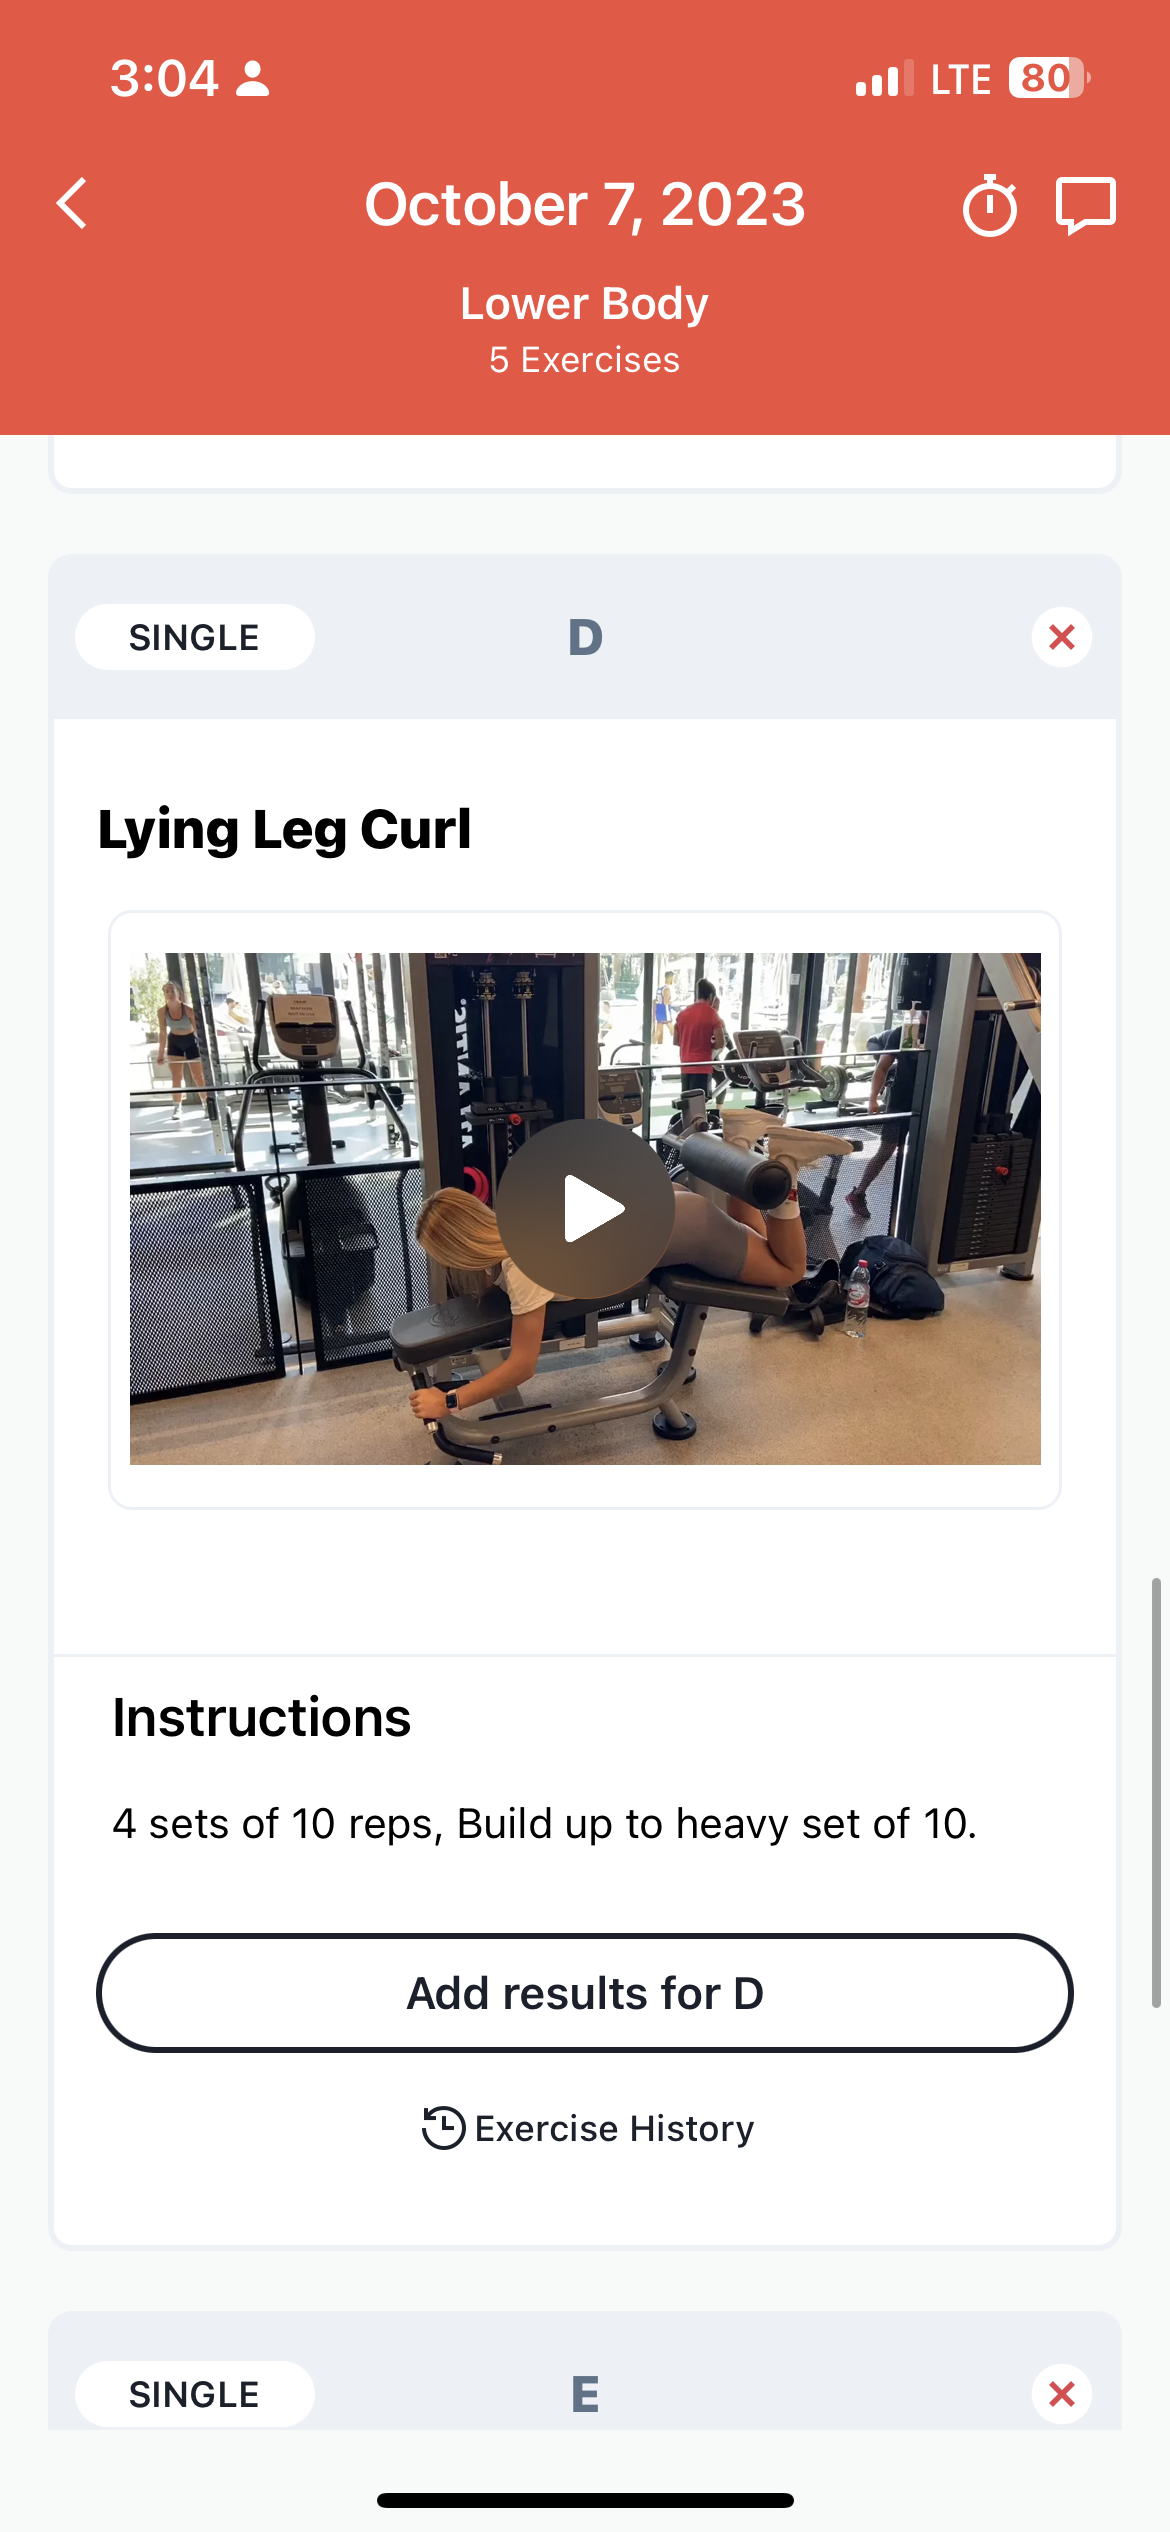 3:04
LTE 80
October 7, 2023
Lower Body
5 Exercises
SINGLE
D
Lying Leg Curl
Instructions
4 sets of 10 reps, Build up to heavy set of 10.
Add results for D
Exercise History
SINGLE
E